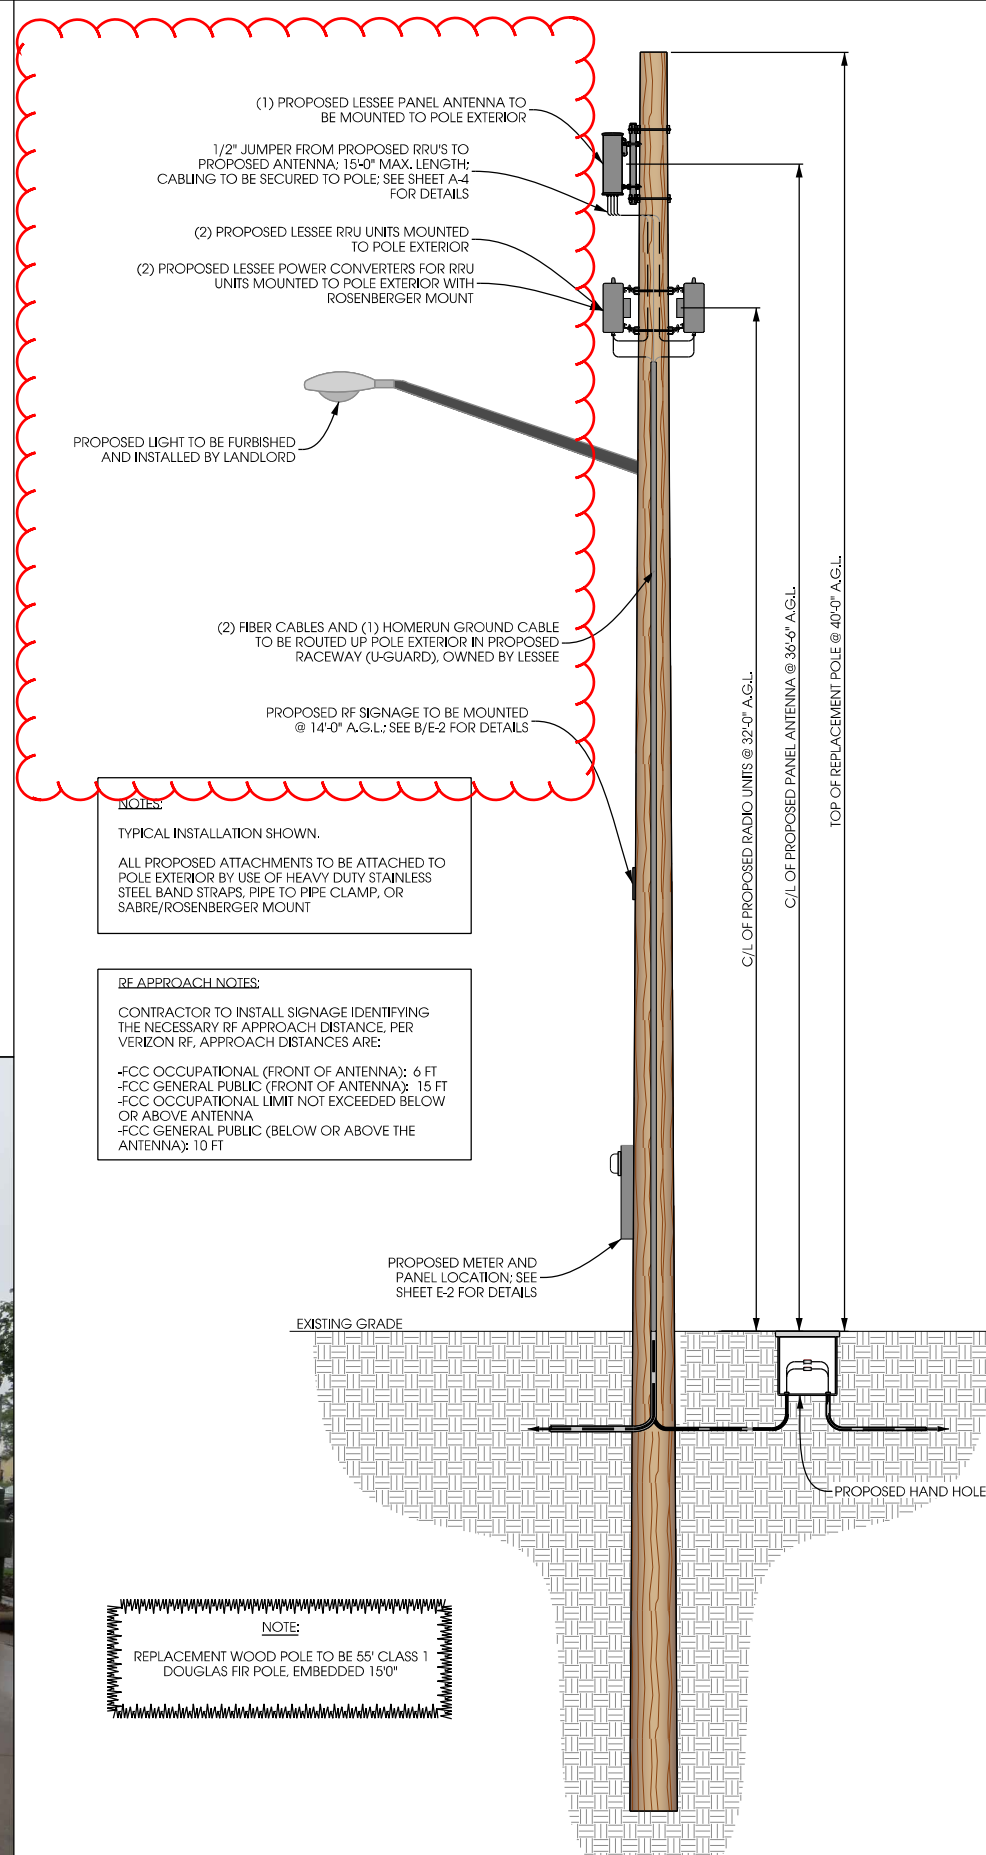 (1) PROPOSED LESSEE PANEL ANTENNA TO
BE MOUNTED TO POLE EXTERIOR
1/2" JUMPER FROM PROPOSED RRU'S TO
PROPOSED ANTENNA; 15'-0" MAX. LENGTH;
CABLING TO BE SECURED TO POLE; SEE SHEET A-4
FOR DETAILS
(2) PROPOSED LESSEE RRU UNITS MOUNTED
TO POLE EXTERIOR
(2) PROPOSED LESSEE POWER CONVERTERS FOR RRU
UNITS MOUNTED TO POLE EXTERIOR WITH
ROSENBERGER MOUNT
PROPOSED LIGHT TO BE FURBISHED
AND INSTALLED BY LANDLORD
(2) FIBER CABLES AND (1) HOMERUN GROUND CABLE
TO BE ROUTED UP POLE EXTERIOR IN PROPOSED
RACEWAY (U-GUARD), OWNED BY LESSEE
PROPOSED RF SIGNAGE TO BE MOUNTED
@ 14'-0" A.G.L.; SEE B/E-2 FOR DETAILS
C/L OF PROPOSED RADIO UNITS @ 32'-0" A.G.L.
C/L OF PROPOSED PANEL ANTENNA @ 36'-6" A.G.L.
TOP OF REPLACEMENT POLE @ 40'-0" A.G.L.
NOTES:
TYPICAL INSTALLATION SHOWN.
ALL PROPOSED ATTACHMENTS TO BE ATTACHED TO
POLE EXTERIOR BY USE OF HEAVY DUTY STAINLESS
STEEL BAND STRAPS, PIPE TO PIPE CLAMP, OR
SABRE/ROSENBERGER MOUNT
RF APPROACH NOTES:
CONTRACTOR TO INSTALL SIGNAGE IDENTIFYING
THE NECESSARY RF APPROACH DISTANCE, PER
VERIZON RF, APPROACH DISTANCES ARE:
-FCC OCCUPATIONAL (FRONT OF ANTENNA): 6 FT
-FCC GENERAL PUBLIC (FRONT OF ANTENNA): 15 FT
-FCC OCCUPATIONAL LIMIT NOT EXCEEDED BELOW
OR ABOVE ANTENNA
-FCC GENERAL PUBLIC (BELOW OR ABOVE THE
ANTENNA): 10 FT
PROPOSED METER AND
PANEL LOCATION; SEE
SHEET E-2 FOR DETAILS
EXISTING GRADE
PROPOSED HAND HOLE
NOTE:
REPLACEMENT WOOD POLE TO BE 55' CLASS 1
DOUGLAS FIR POLE, EMBEDDED 15'0"